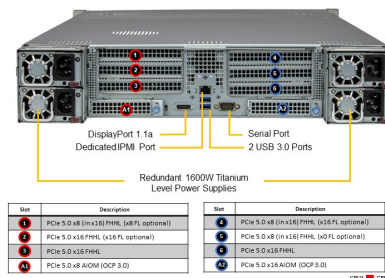 1
2
3
4
5
6
A1
A2
DisplayPort 1.1a
Dedicated IPMI Port
Serial Port
2 USB 3.0 Ports
Redundant 1600W Titanium
Level Power Supplies
Slot Description
1 PCIe 5.0 x8 (in x16) FHHL (x8 FL optional)
2 PCIe 5.0 x16 FHHL (x16 FL optional)
3 PCIe 5.0 x16 FHHL
A1 PCIe 5.0 x8 AIOM (OCP 3.0)
Slot Description
4 PCIe 5.0 x8 (in x16) FHHL (x16 FL optional)
5 PCIe 5.0 x16 FHHL (x0 FL optional)
6 PCIe 5.0 x16 FHHL
A2 PCIe 5.0 x16 AIOM (OCP 3.0)